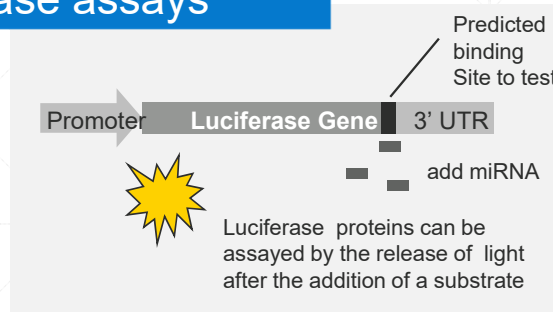 ase assays
Predicted
binding
Site to test
Promoter Luciferase Gene 3' UTR
add miRNA
Luciferase proteins can be
assayed by the release of light
after the addition of a substrate